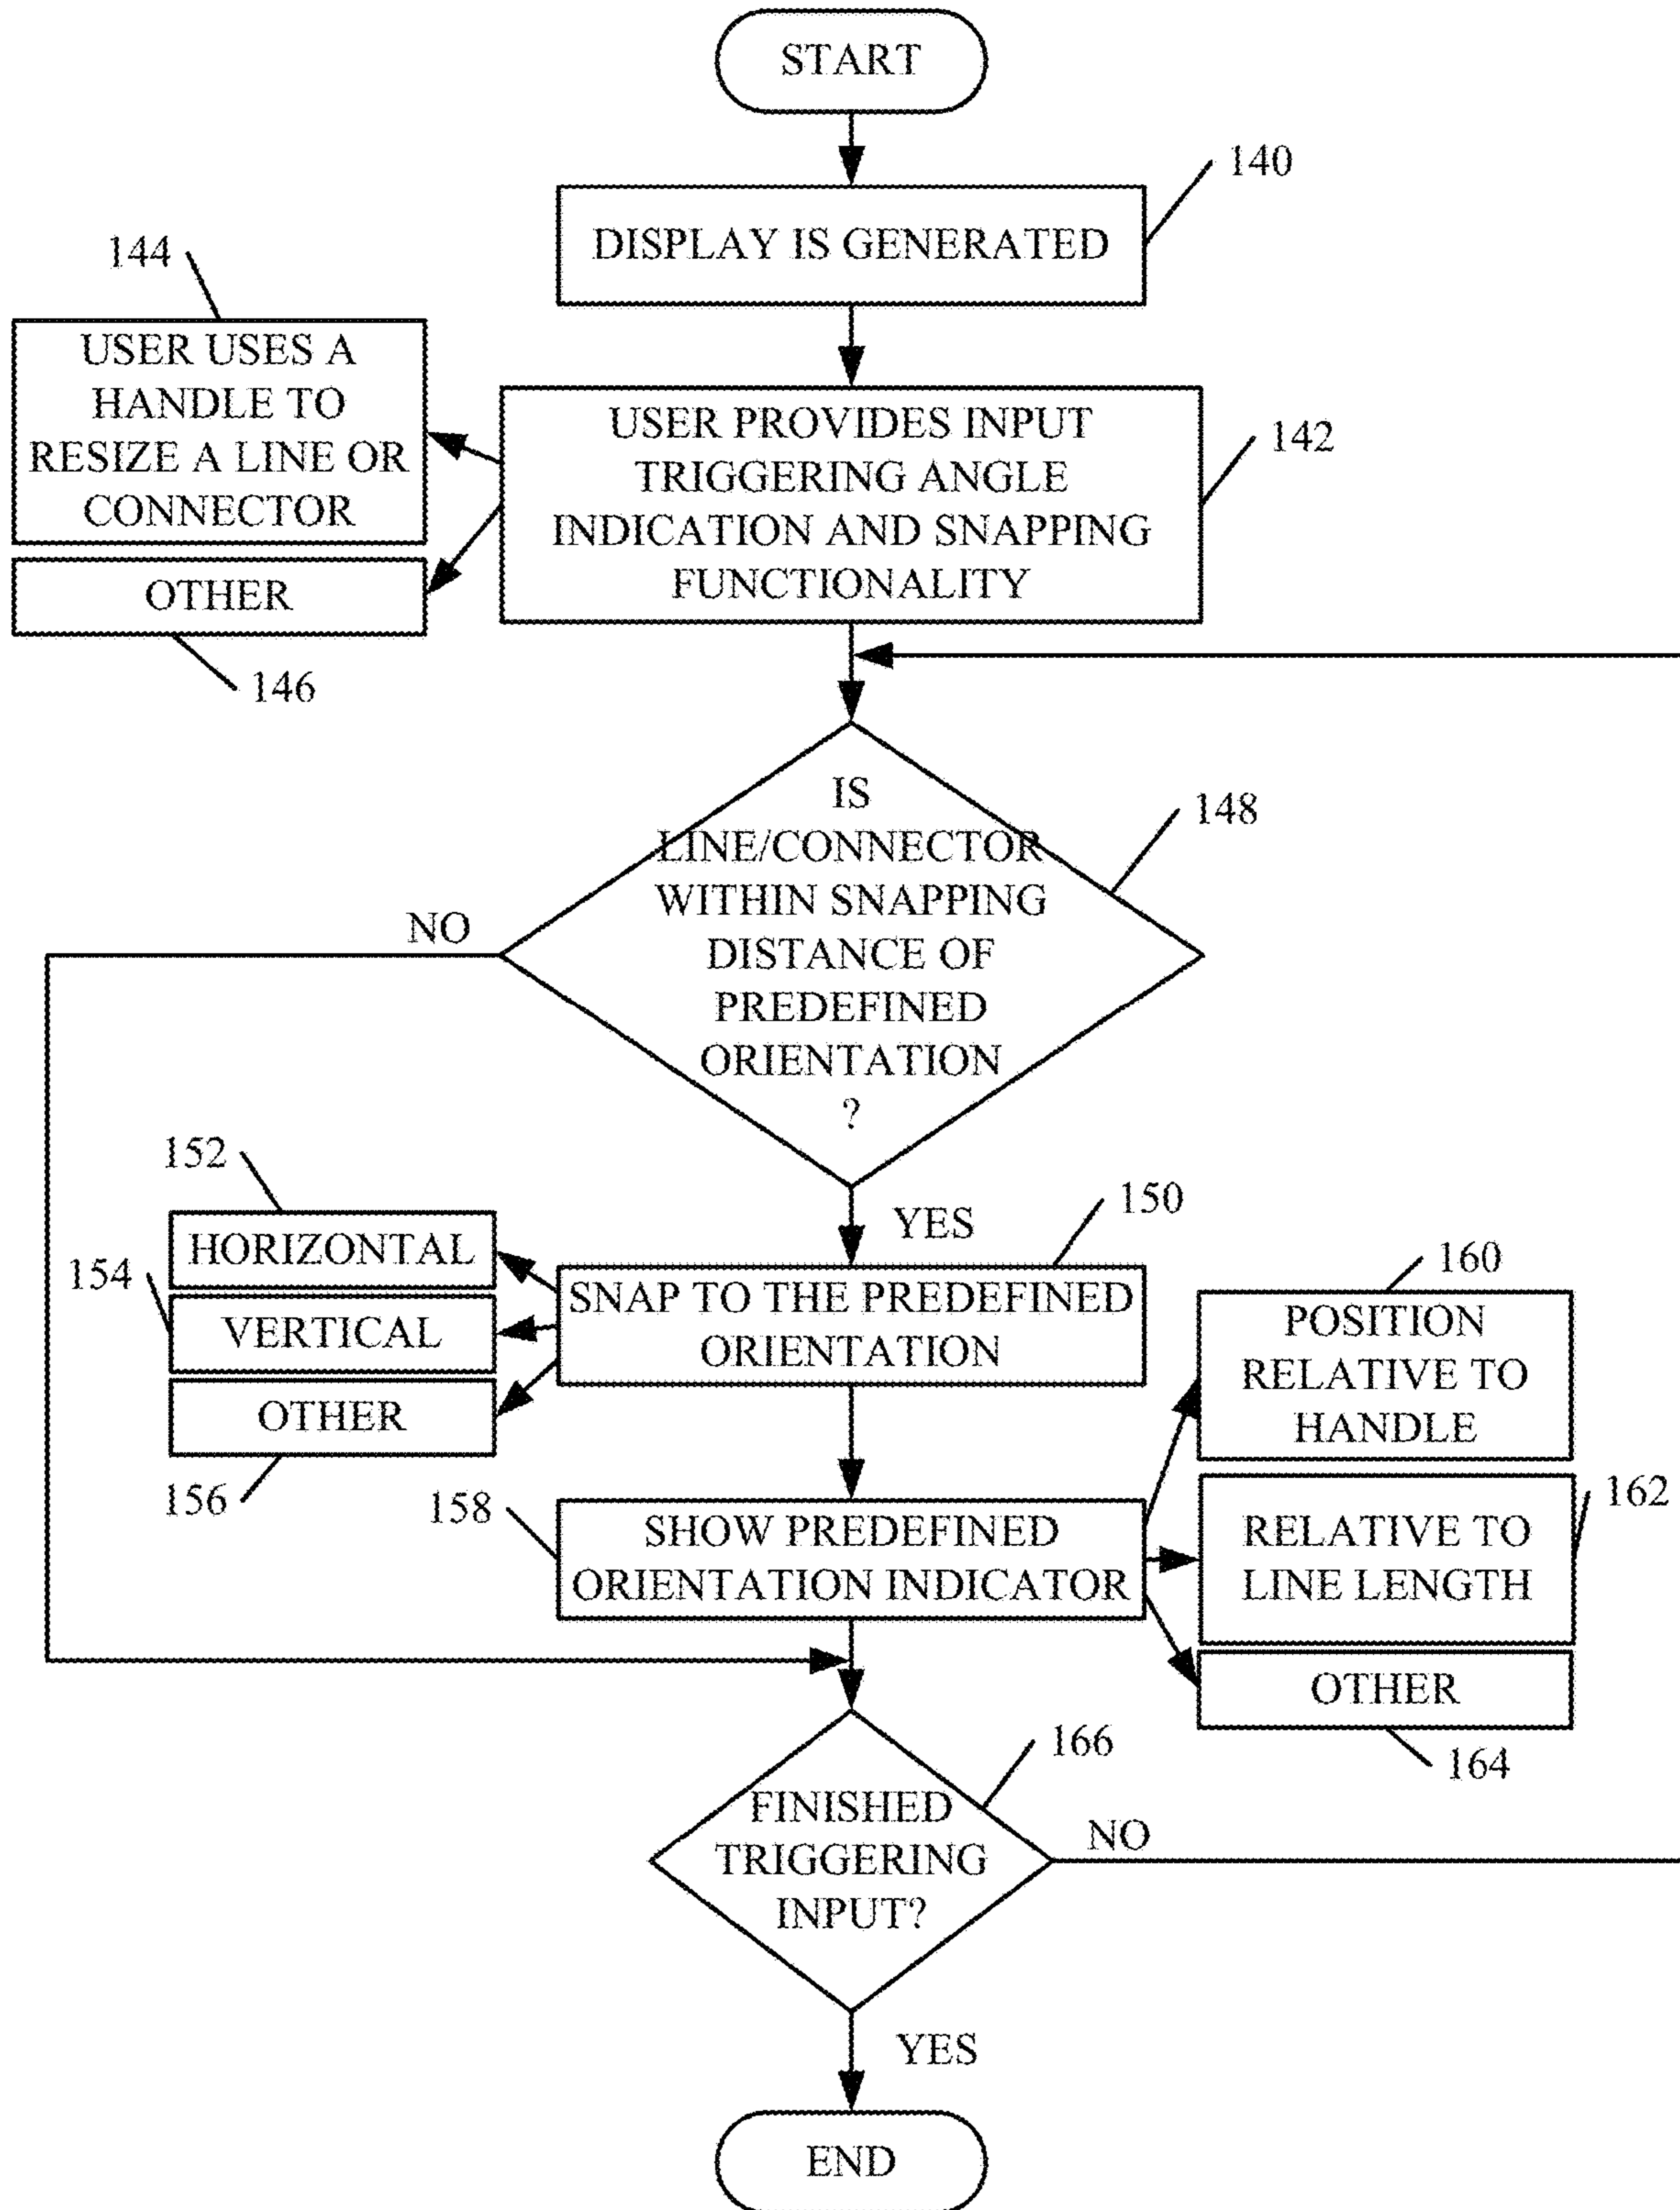 START
140
DISPLAY IS GENERATED
144
USER USES A
HANDLE TO
RESIZE A LINE OR
CONNECTOR
USER PROVIDES INPUT
TRIGGERING ANGLE
INDICATION AND SNAPPING
FUNCTIONALITY
142
OTHER
146
IS
LINE/CONNECTOR
WITHIN SNAPPING
DISTANCE OF
PREDEFINED
ORIENTATION
?
148
NO
YES
152
HORIZONTAL
154
VERTICAL
OTHER
156
150
SNAP TO THE PREDEFINED
ORIENTATION
160
POSITION
RELATIVE TO
HANDLE
158
SHOW PREDEFINED
ORIENTATION INDICATOR
RELATIVE TO
LINE LENGTH
162
OTHER
164
166
FINISHED
TRIGGERING
INPUT?
NO
YES
END